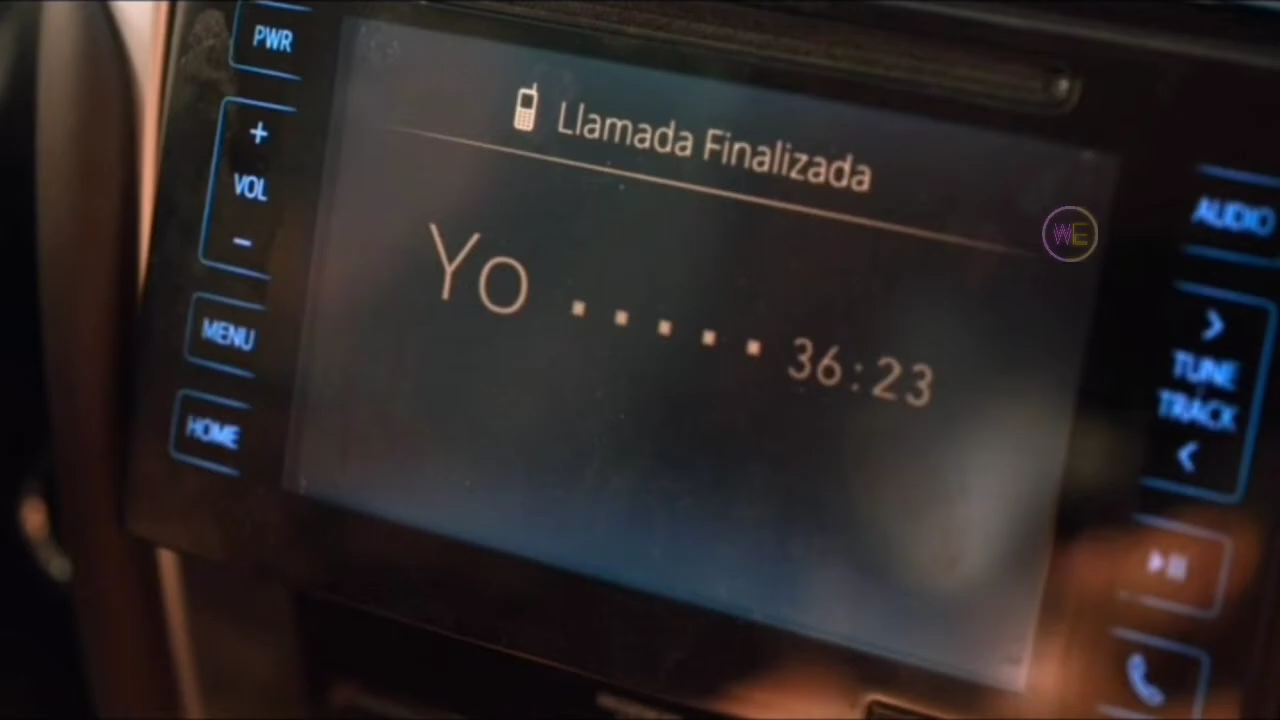 PWR
+
VOL
-
MENU
HOME
Llamada Finalizada
Yo ..... 36:23
WE
AUDIO
>
TUNE
TRACK
<